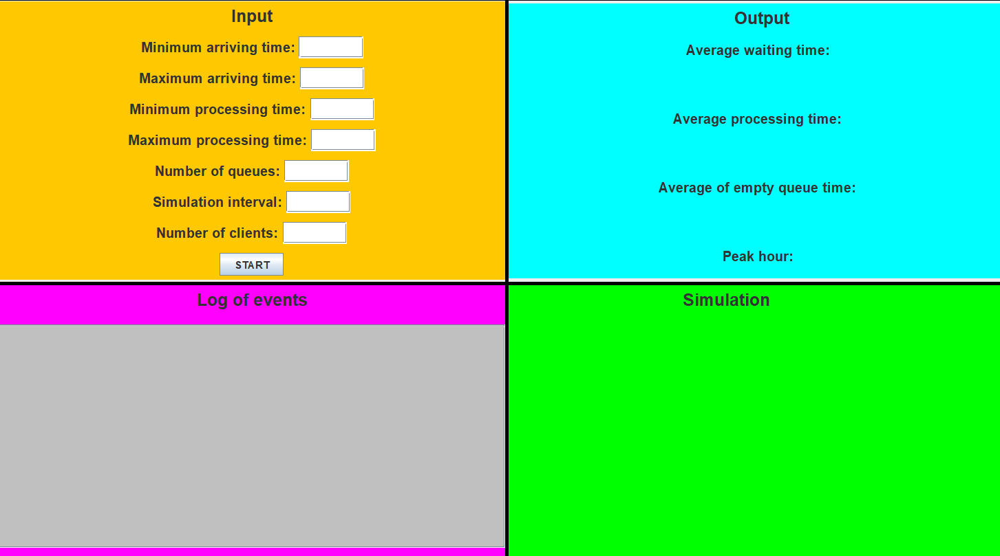 Input
Minimum arriving time:
Maximum arriving time:
Minimum processing time:
Maximum processing time:
Number of queues:
Simulation interval:
Number of clients:
START
Output
Average waiting time:
Average processing time:
Average of empty queue time:
Peak hour:
Log of events
Simulation